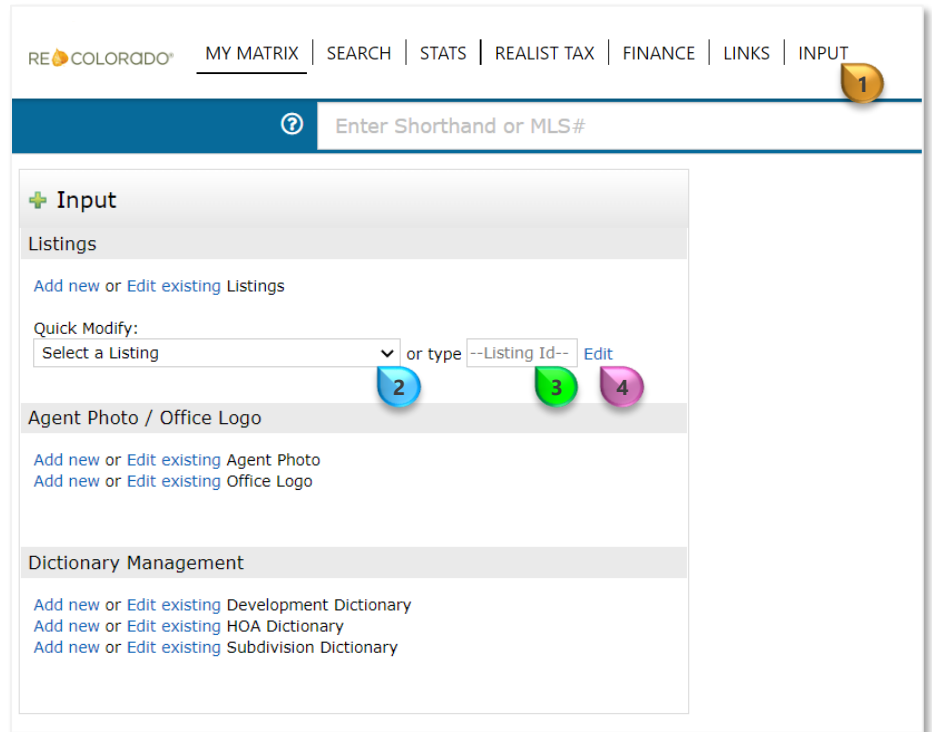 RECOLORADO® MY MATRIX SEARCH STATS REALIST TAX FINANCE LINKS INPUT
1
? Enter Shorthand or MLS#
Input
Listings
Add new or Edit existing Listings
Quick Modify:
Select a Listing or type --Listing Id-- Edit
2 3 4
Agent Photo / Office Logo
Add new or Edit existing Agent Photo
Add new or Edit existing Office Logo
Dictionary Management
Add new or Edit existing Development Dictionary
Add new or Edit existing HOA Dictionary
Add new or Edit existing Subdivision Dictionary